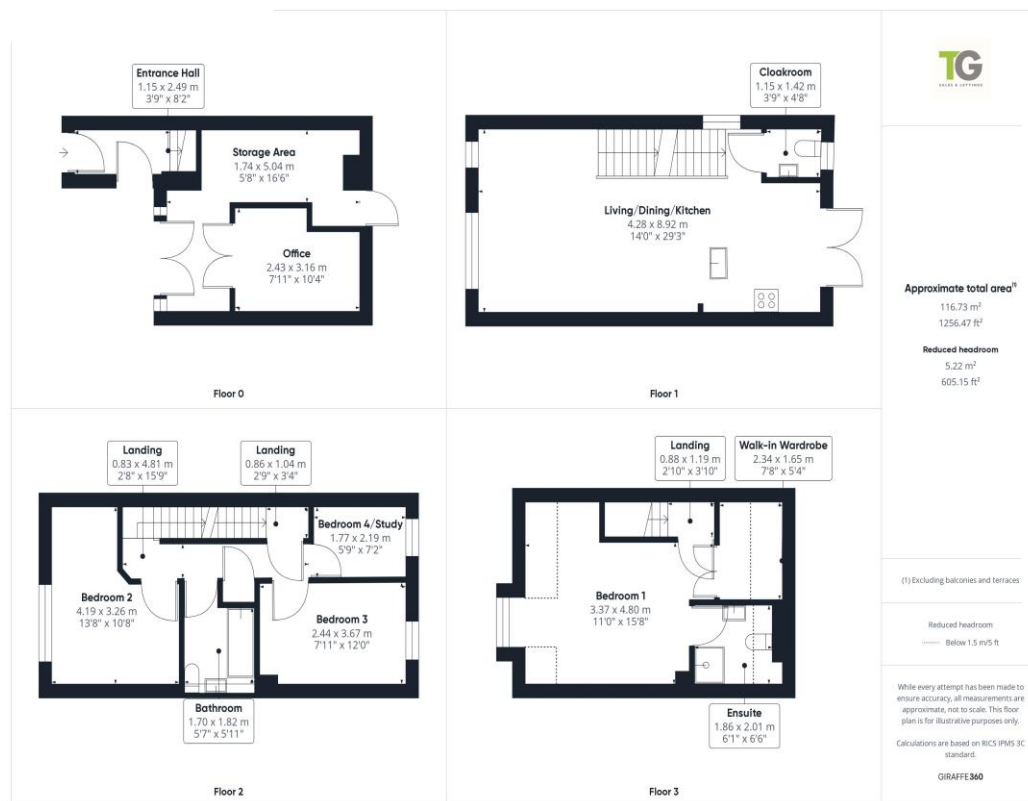 Entrance Hall
1.15 x 2.49 m
3'9" x 8'2"
Storage Area
1.74 x 5.04 m
5'8" x 16'6"
Office
2.43 x 3.16 m
7'11" x 10'4"
Floor 0
Cloakroom
1.15 x 1.42 m
3'9" x 4'8"
Living/Dining/Kitchen
4.28 x 8.92 m
14'0" x 29'3"
Floor 1
Landing
0.83 x 4.81 m
2'8" x 15'9"
Landing
0.86 x 1.04 m
2'9" x 3'4"
Bedroom 4/Study
1.77 x 2.19 m
5'9" x 7'2"
Bedroom 2
4.19 x 3.26 m
13'8" x 10'8"
Bedroom 3
2.44 x 3.67 m
7'11" x 12'0"
Bathroom
1.70 x 1.82 m
5'7" x 5'11"
Floor 2
Landing
0.88 x 1.19 m
2'10" x 3'10"
Walk-in Wardrobe
2.34 x 1.65 m
7'8" x 5'4"
Bedroom 1
3.37 x 4.80 m
11'0" x 15'8"
Ensuite
1.86 x 2.01 m
6'1" x 6'6"
Floor 3
TG
SALES & LETTINGS
Approximate total area(1)
116.73 m²
1256.47 ft²
Reduced headroom
5.22 m²
605.15 ft²
(1) Excluding balconies and terraces
Reduced headroom
Below 1.5 m/5 ft
While every attempt has been made to
ensure accuracy, all measurements are
approximate, not to scale. This floor
plan is for illustrative purposes only.
Calculations are based on RICS IPMS 3C
standard.
GIRAFFE360